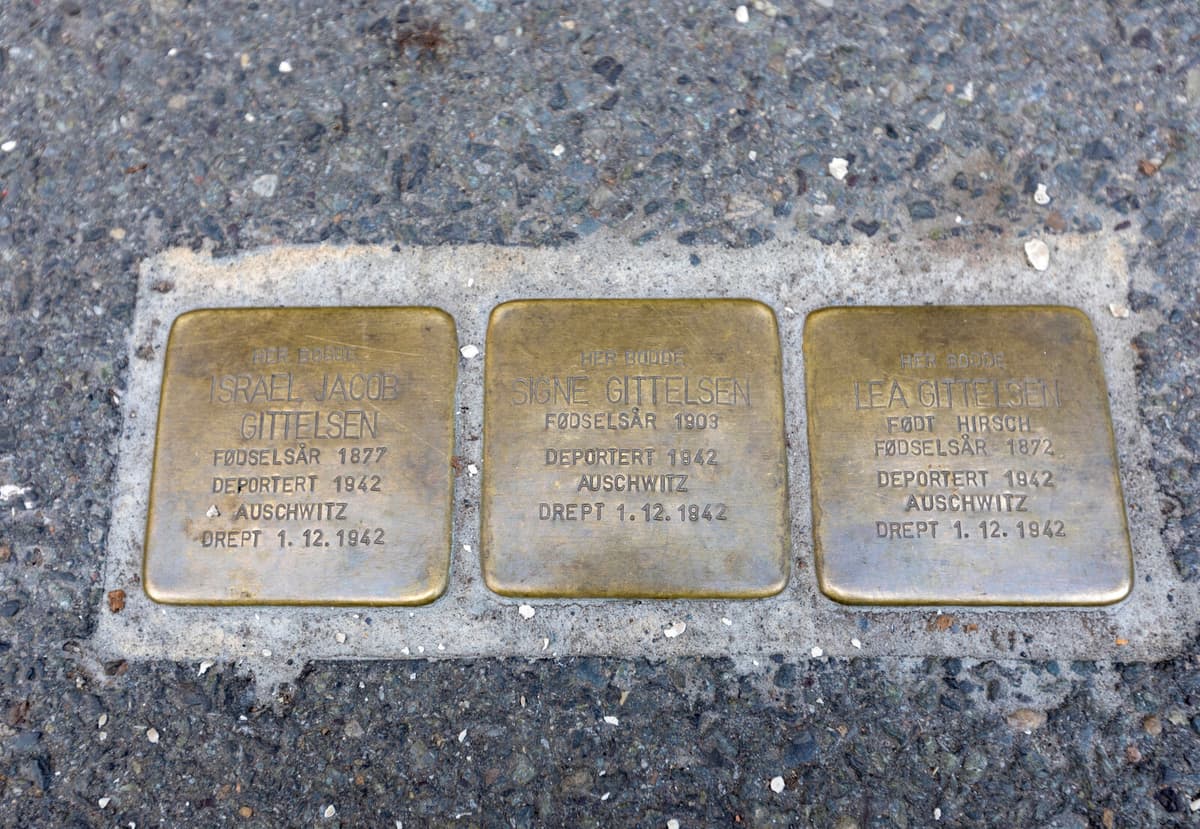 HER BODDE
ISRAEL JACOB
GITTELSEN
FØDSELSÅR 1877
DEPORTERT 1942
AUSCHWITZ
DREPT 1.12.1942
HER BODDE
SIGNE GITTELSEN
FØDSELSÅR 1903
DEPORTERT 1942
AUSCHWITZ
DREPT 1.12.1942
HER BODDE
LEA GITTELSEN
FØDT HIRSCH
FØDSELSÅR 1872
DEPORTERT 1942
AUSCHWITZ
DREPT 1.12.1942